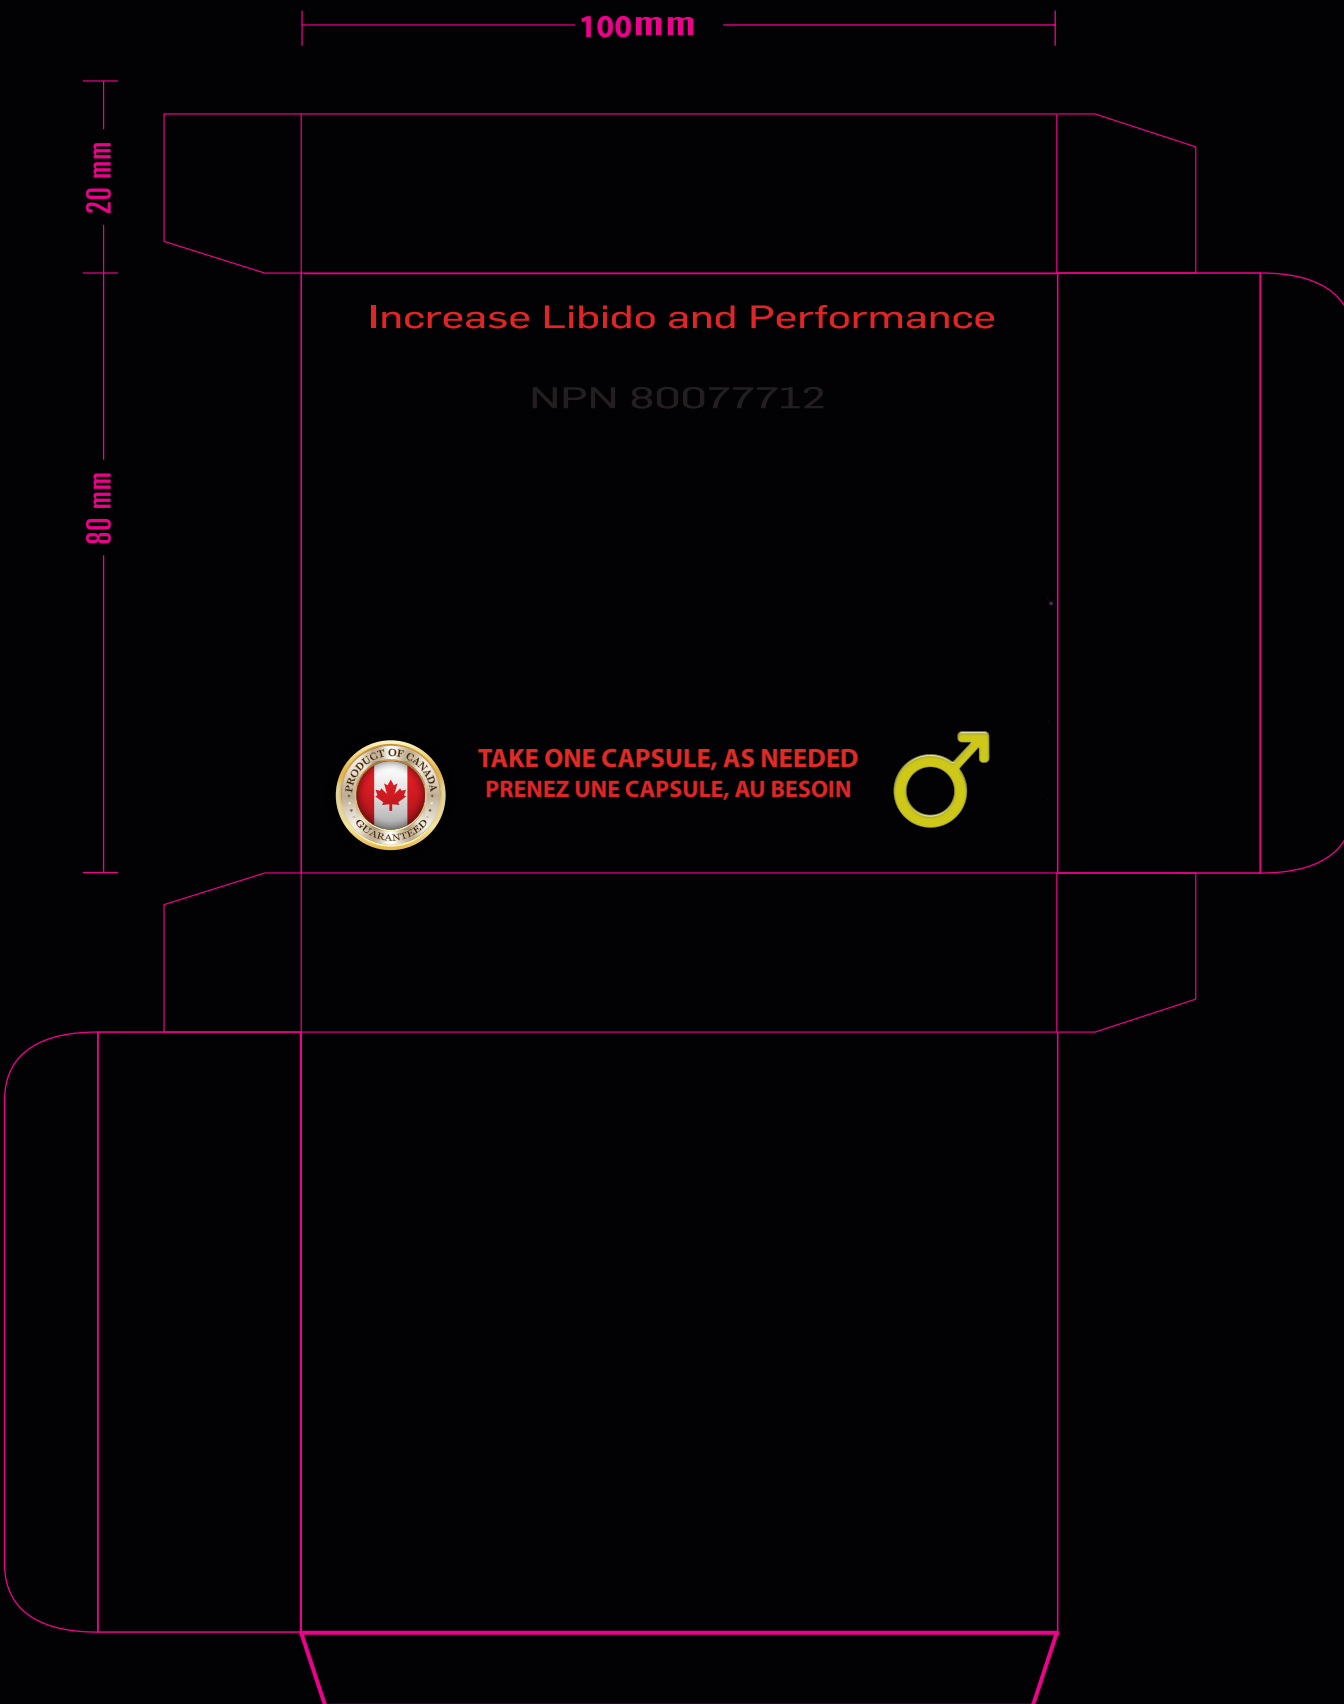 100mm
20 mm
Increase Libido and Performance
NPN 80077712
80 mm
PRODUCT OF CANADA
GUARANTEED
TAKE ONE CAPSULE, AS NEEDED
PRENEZ UNE CAPSULE, AU BESOIN